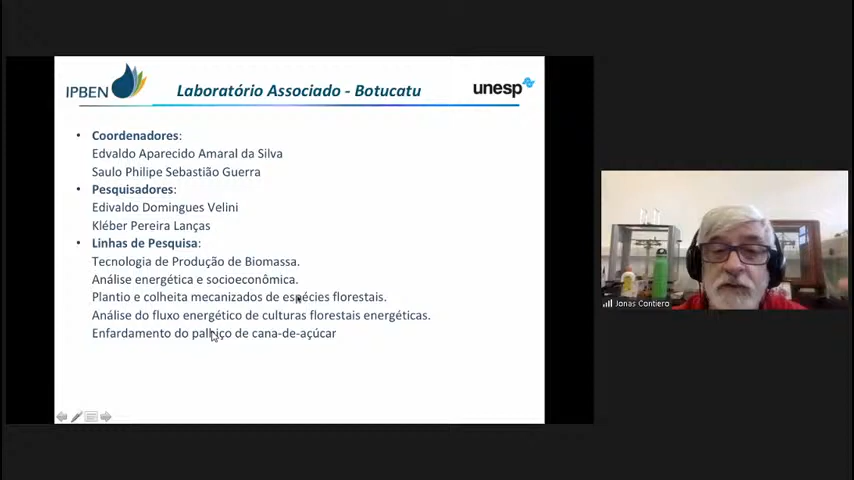 IPBEN
Laboratório Associado - Botucatu
unesp
• Coordenadores:
Edvaldo Aparecido Amaral da Silva
Saulo Philipe Sebastião Guerra
• Pesquisadores:
Edivaldo Domingues Velini
Kléber Pereira Lanças
• Linhas de Pesquisa:
Tecnologia de Produção de Biomassa.
Análise energética e socioeconômica.
Plantio e colheita mecanizados de espécies florestais.
Análise do fluxo energético de culturas florestais energéticas.
Enfardamento do palhiço de cana-de-açúcar
Jonas Contiero